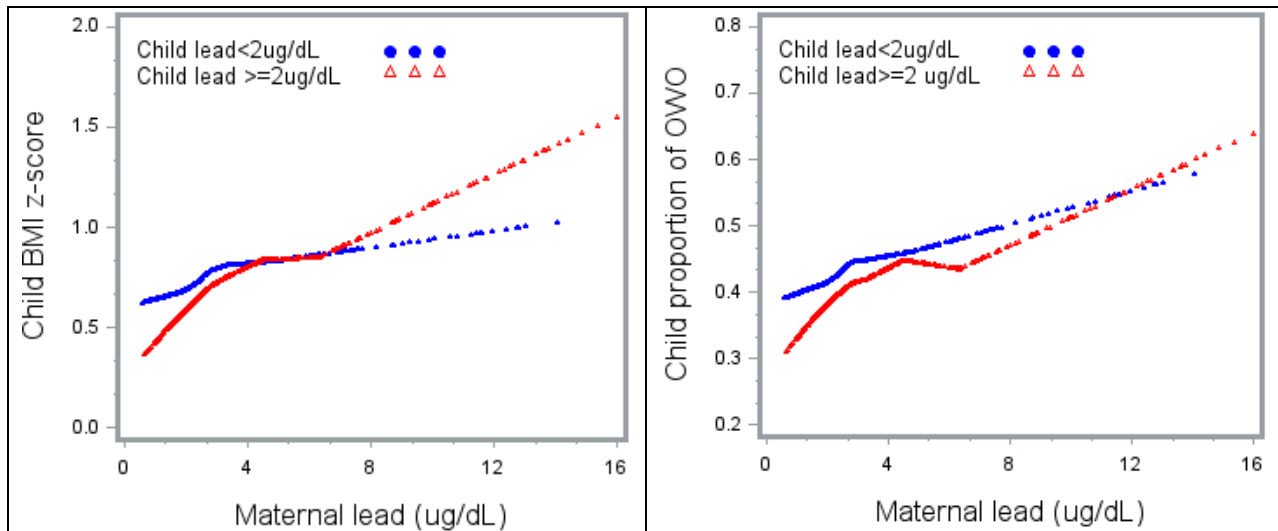 Child lead<2ug/dL
Child lead >=2ug/dL
2.0
1.5
1.0
0.5
0.0
Child BMI z-score
0 4 8 12 16
Maternal lead (ug/dL)
Child lead<2ug/dL
Child lead>=2 ug/dL
0.8
0.7
0.6
0.5
0.4
0.3
0.2
Child proportion of OWO
0 4 8 12 16
Maternal lead (ug/dL)